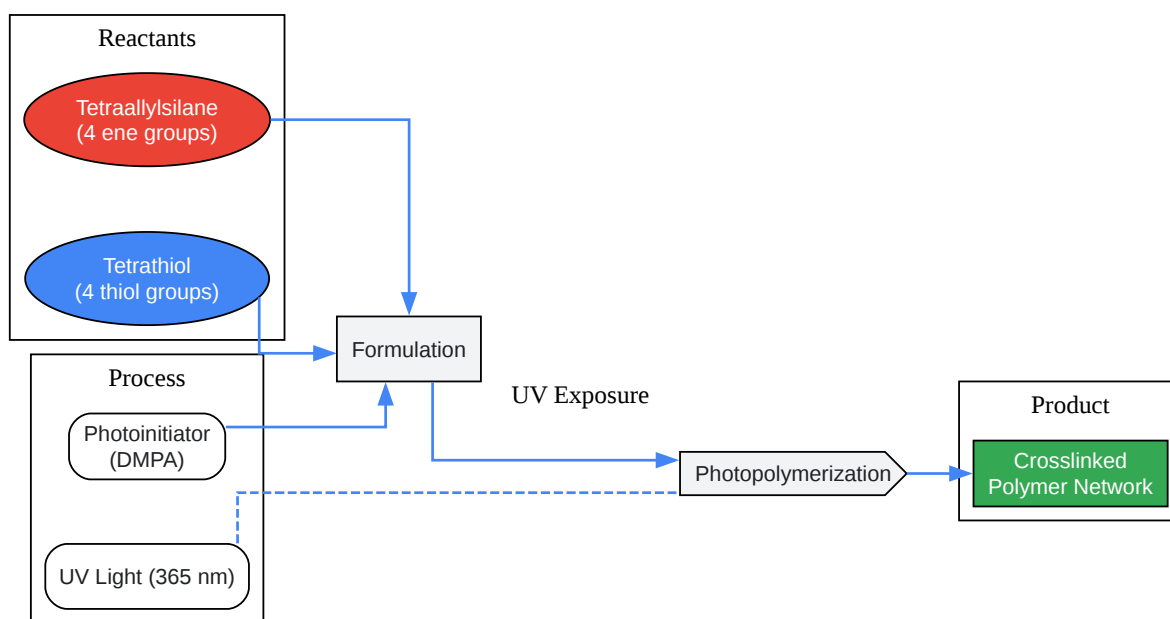 Reactants
Tetraallylsilane
(4 ene groups)
Tetrathiol
(4 thiol groups)
Formulation
Process
Photoinitiator
(DMPA)
UV Light (365 nm)
UV Exposure
Photopolymerization
Product
Crosslinked
Polymer Network